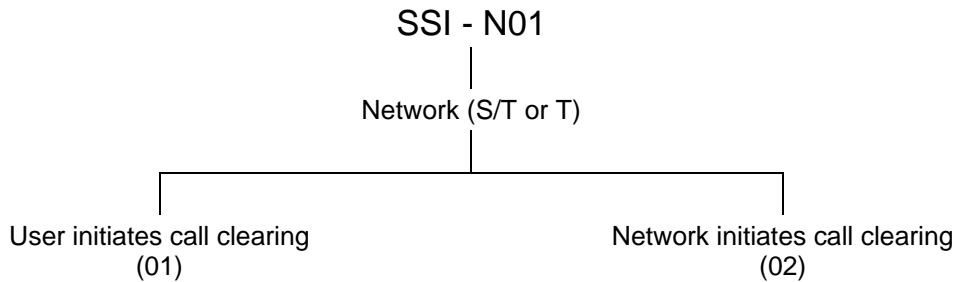 SSI - N01
Network (S/T or T)
User initiates call clearing
(01)
Network initiates call clearing
(02)